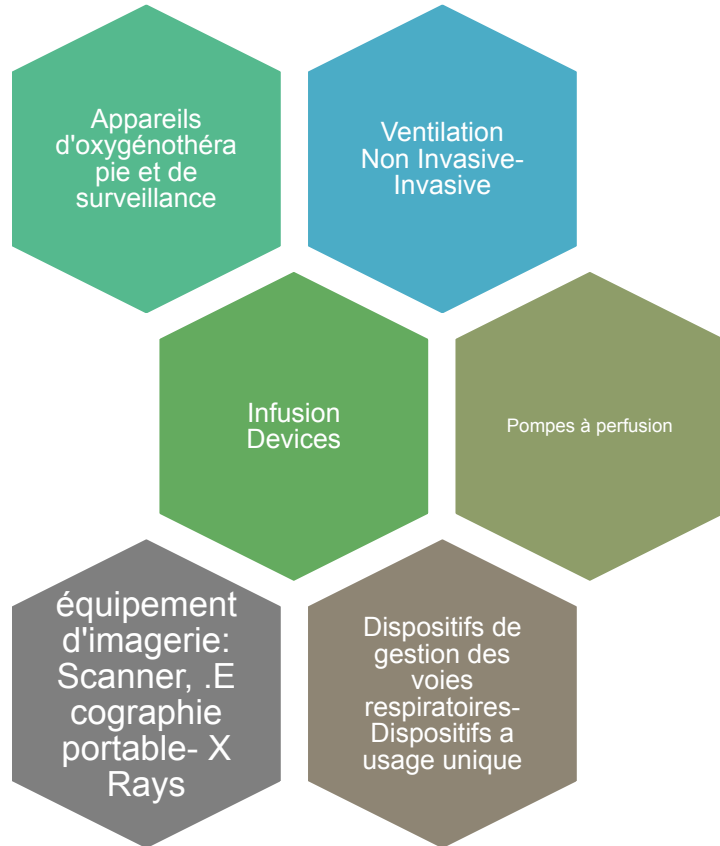 Appareils
d'oxygénothéra
pie et de
surveillance
Ventilation
Non Invasive-
Invasive
Infusion
Devices
Pompes à perfusion
équipement
d'imagerie:
Scanner, .E
cographie
portable- X
Rays
Dispositifs de
gestion des
voies
respiratoires-
Dispositifs a
usage unique